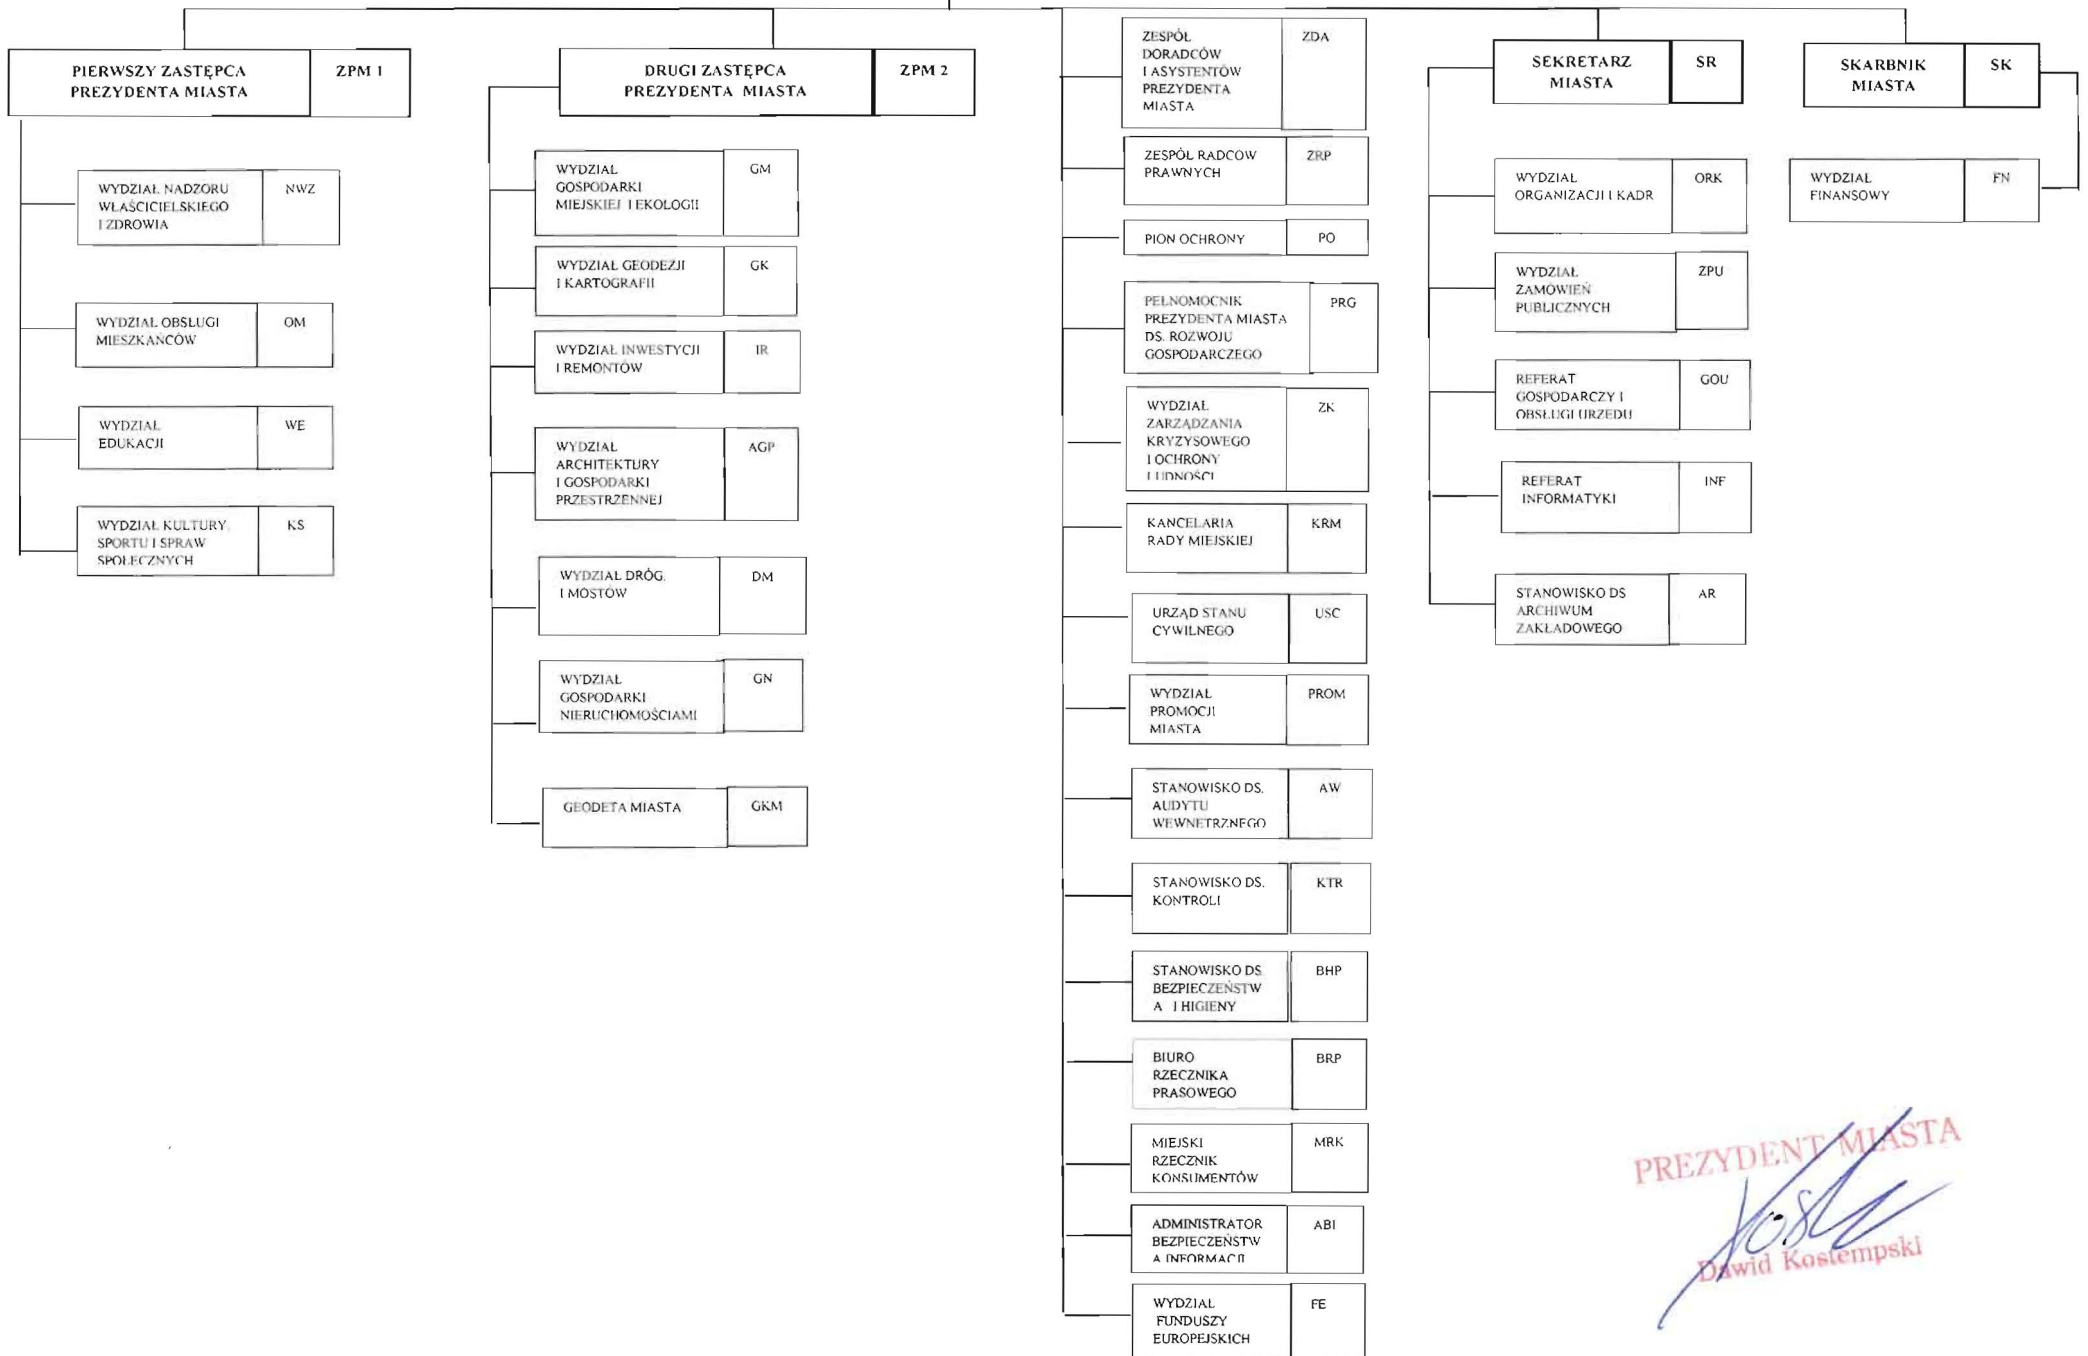 PIERWSZY ZASTĘPCA
PREZYDENTA MIASTA
ZPM 1
WYDZIAŁ NADZORU
WŁAŚCICIELSKIEGO
I ZDROWIA
NWZ
WYDZIAŁ OBSŁUGI
MIESZKAŃCÓW
OM
WYDZIAŁ
EDUKACJI
WE
WYDZIAŁ KULTURY
SPORTU I SPRAW
SPOŁECZNYCH
KS
DRUGI ZASTĘPCA
PREZYDENTA MIASTA
ZPM 2
WYDZIAŁ
GOSPODARKI
MIEJSKIEJ I EKOLOGII
GM
WYDZIAŁ GEODEZJI
I KARTOGRAFII
GK
WYDZIAŁ INWESTYCJI
I REMONTÓW
IR
WYDZIAŁ
ARCHITEKTURY
I GOSPODARKI
PRZESTRZENNEJ
AGP
WYDZIAŁ DRÓG
I MOSTÓW
DM
WYDZIAŁ
GOSPODARKI
NIERUCHOMOŚCIAMI
GN
GEODETA MIASTA
GKM
ZESPÓŁ
DORADCÓW
I ASYSTENTÓW
PREZYDENTA
MIASTA
ZDA
ZESPÓŁ RADCOW
PRAWNYCH
ZRP
PION OCHRONY
PO
PEŁNOMOCNIK
PREZYDENTA MIASTA
DS. ROZWOJU
GOSPODARCZEGO
PRG
WYDZIAŁ
ZARZĄDZANIA
KRYZYSOWEGO
I OCHRONY
LUDNOŚCI
ZK
KANCELARIA
RADY MIEJSKIEJ
KRM
URZĄD STANU
CYWILNEGO
USC
WYDZIAŁ
PROMOCJI
MIASTA
PROM
STANOWISKO DS.
AUDYTU
WEWNETRZNEGO
AW
STANOWISKO DS.
KONTROLI
KTR
STANOWISKO DS
BEZPIECZEŃSTW
A I HIGIENY
BHP
BIURO
RZECZNIKA
PRASOWEGO
BRP
MIEJSKI
RZECZNIK
KONSUMENTÓW
MRK
ADMINISTRATOR
BEZPIECZEŃSTW
A INFORMACJI
ABI
WYDZIAŁ
FUNDUSZY
EUROPEJSKICH
FE
SEKRETARZ
MIASTA
SR
WYDZIAŁ
ORGANIZACJI I KADR
ORK
WYDZIAŁ
ZAMÓWIEŃ
PUBLICZNYCH
ZPU
REFERAT
GOSPODARCZY I
OBSŁUGI URZEDU
GOU
REFERAT
INFORMATYKI
INF
STANOWISKO DS
ARCHIWUM
ZAKŁADOWEGO
AR
SKARBNIK
MIASTA
SK
WYDZIAŁ
FINANSOWY
FN
PREZYDENT MIASTA
Dawid Kostempski